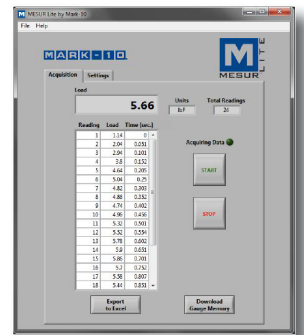 MESUR Lite by Mark-10
File Help
MARK-10
M
LITE
MESUR
Acquisition Settings
Load
5.66
Units
lbF
Total Readings
24
Reading Load Time [sec.]
1 1.14 0
2 2.04 0.051
3 2.94 0.101
4 3.8 0.152
5 4.64 0.205
6 5.04 0.25
7 4.82 0.303
8 4.86 0.352
9 4.74 0.402
10 4.96 0.456
11 5.32 0.501
12 5.52 0.554
13 5.78 0.602
14 5.9 0.651
15 5.86 0.701
16 5.7 0.752
17 5.58 0.807
18 5.44 0.851
Acquiring Data
START
STOP
Export
to Excel
Download
Gauge Memory